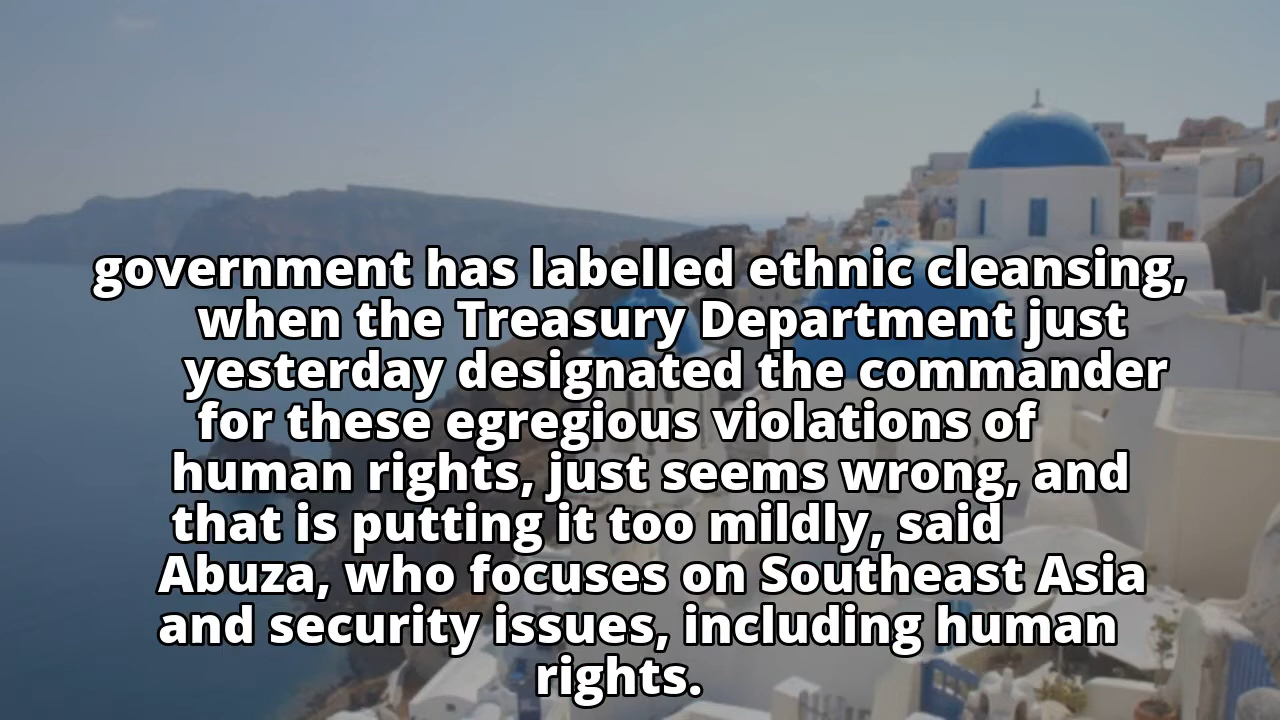 government has labelled ethnic cleansing,
when the Treasury Department just
yesterday designated the commander
for these egregious violations of
human rights, just seems wrong, and
that is putting it too mildly, said
Abuza, who focuses on Southeast Asia
and security issues, including human
rights.